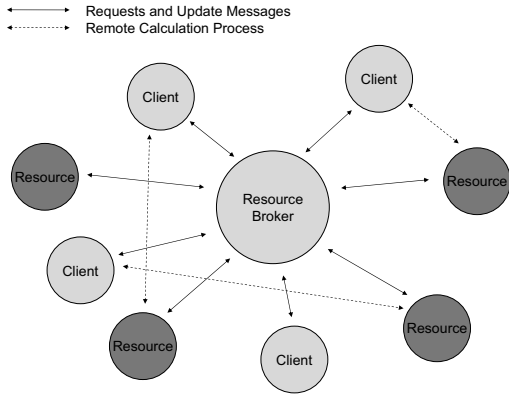 Requests and Update Messages
Remote Calculation Process
Client
Client
Resource
Resource
Resource
Broker
Client
Resource
Client
Resource